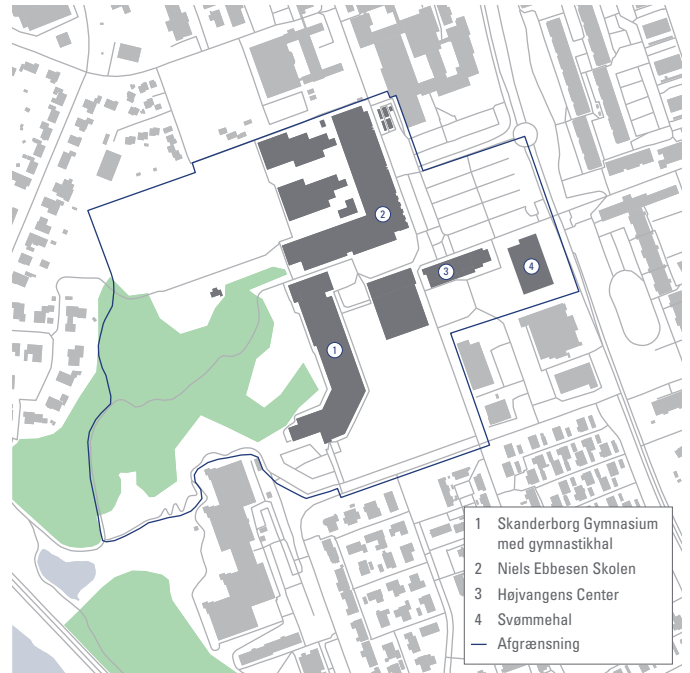 2
3
4
1
1 Skanderborg Gymnasium
med gymnastikhal
2 Niels Ebbesen Skolen
3 Højvangens Center
4 Svømmehal
Afgrænsning